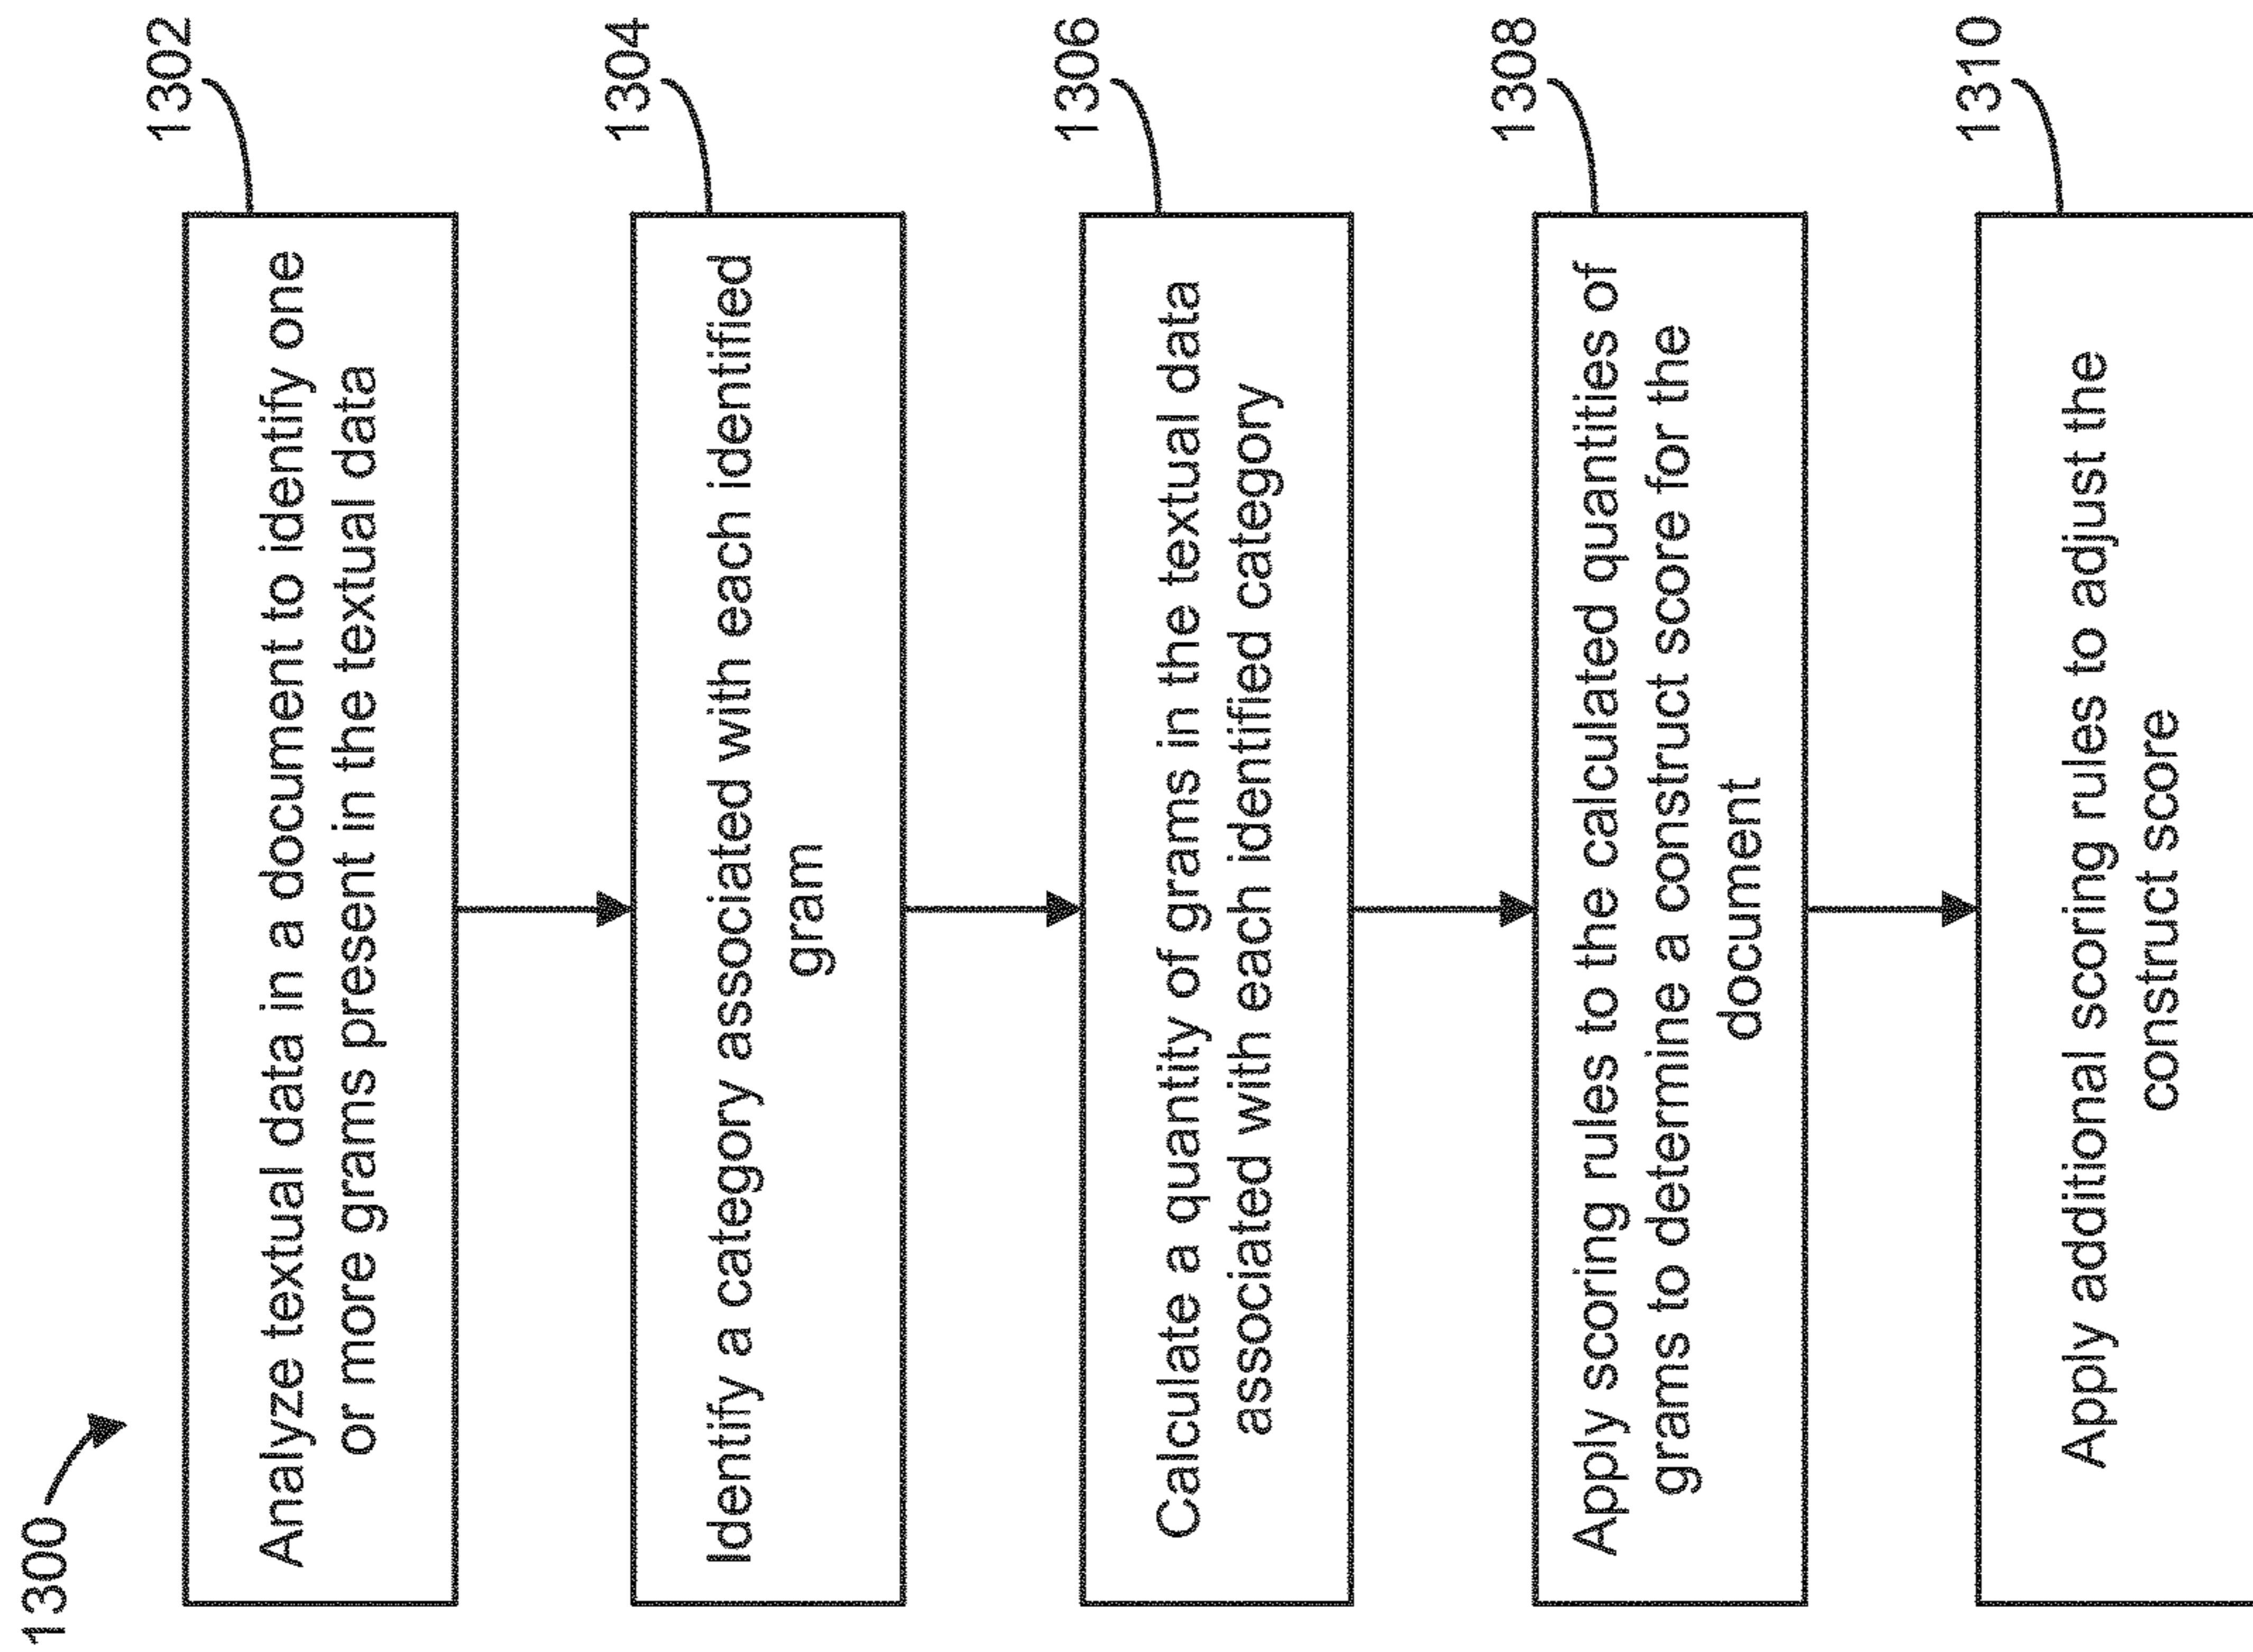 1300
1302
Analyze textual data in a document to identify one
or more grams present in the textual data
1304
Identify a category associated with each identified
gram
1306
Calculate a quantity of grams in the textual data
associated with each identified category
1308
Apply scoring rules to the calculated quantities of
grams to determine a construct score for the
document
1310
Apply additional scoring rules to adjust the
construct score